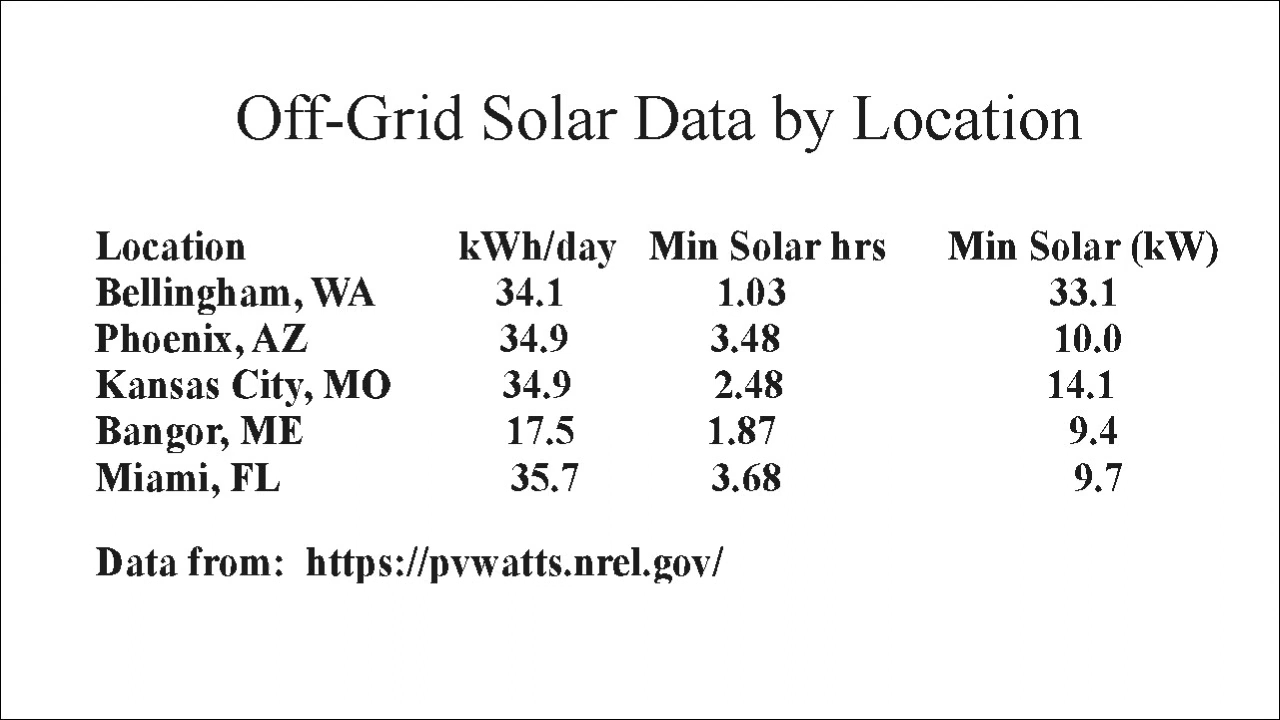 Off-Grid Solar Data by Location
Location kWh/day Min Solar hrs Min Solar (kW)
Bellingham, WA 34.1 1.03 33.1
Phoenix, AZ 34.9 3.48 10.0
Kansas City, MO 34.9 2.48 14.1
Bangor, ME 17.5 1.87 9.4
Miami, FL 35.7 3.68 9.7
Data from: https://pvwatts.nrel.gov/